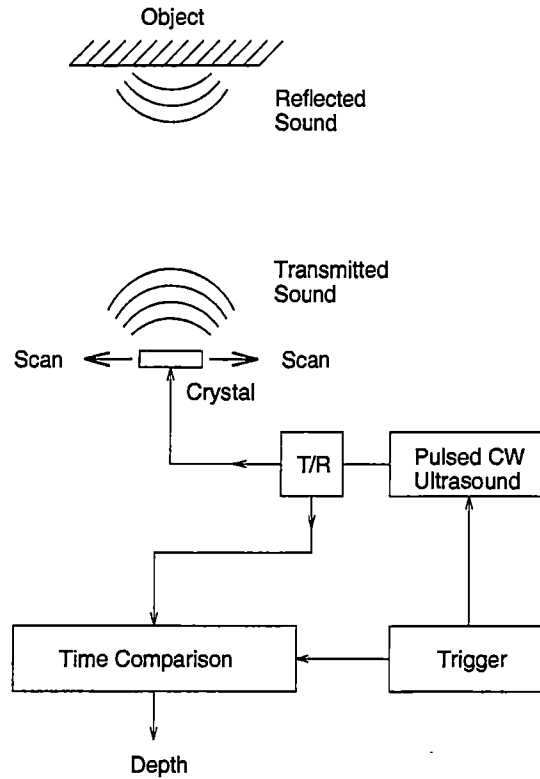 Object
Reflected
Sound
Transmitted
Sound
Scan
Scan
Crystal
T/R
Pulsed CW
Ultrasound
Time Comparison
Trigger
Depth